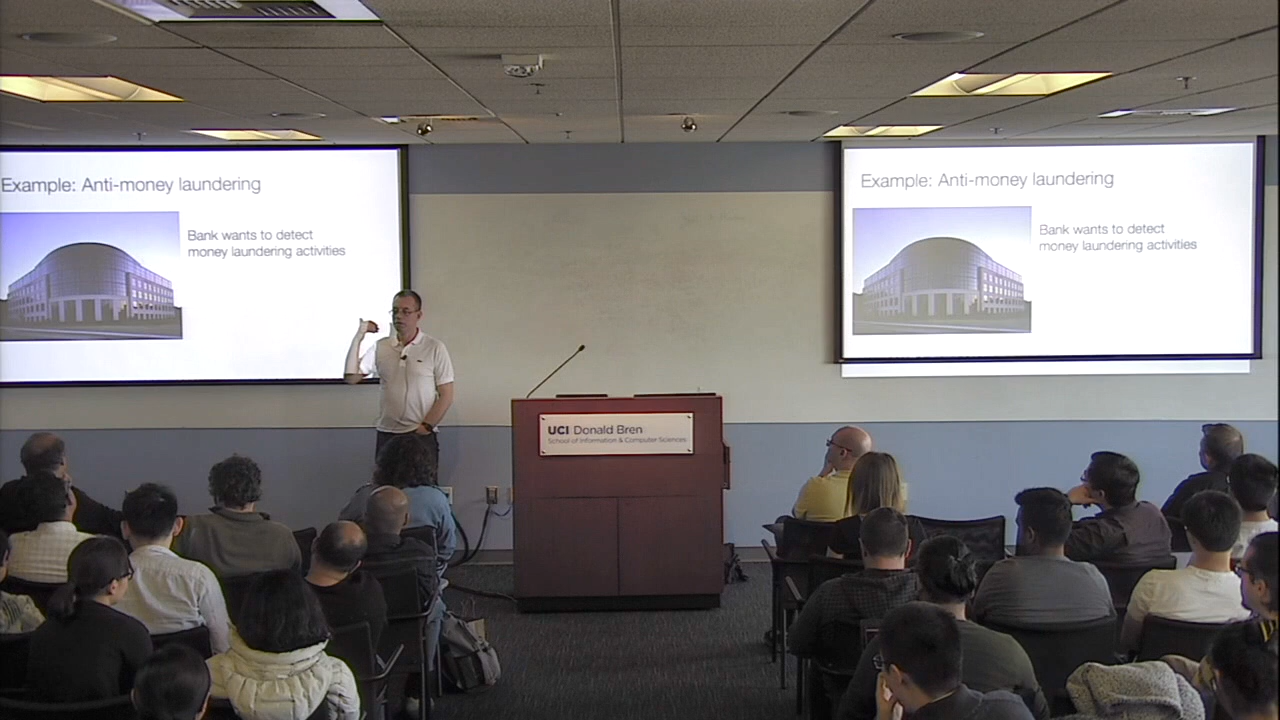 Example: Anti-money laundering
Bank wants to detect
money laundering activities
Example: Anti-money laundering
Bank wants to detect
money laundering activities
UCI Donald Bren
School of Information & Computer Sciences